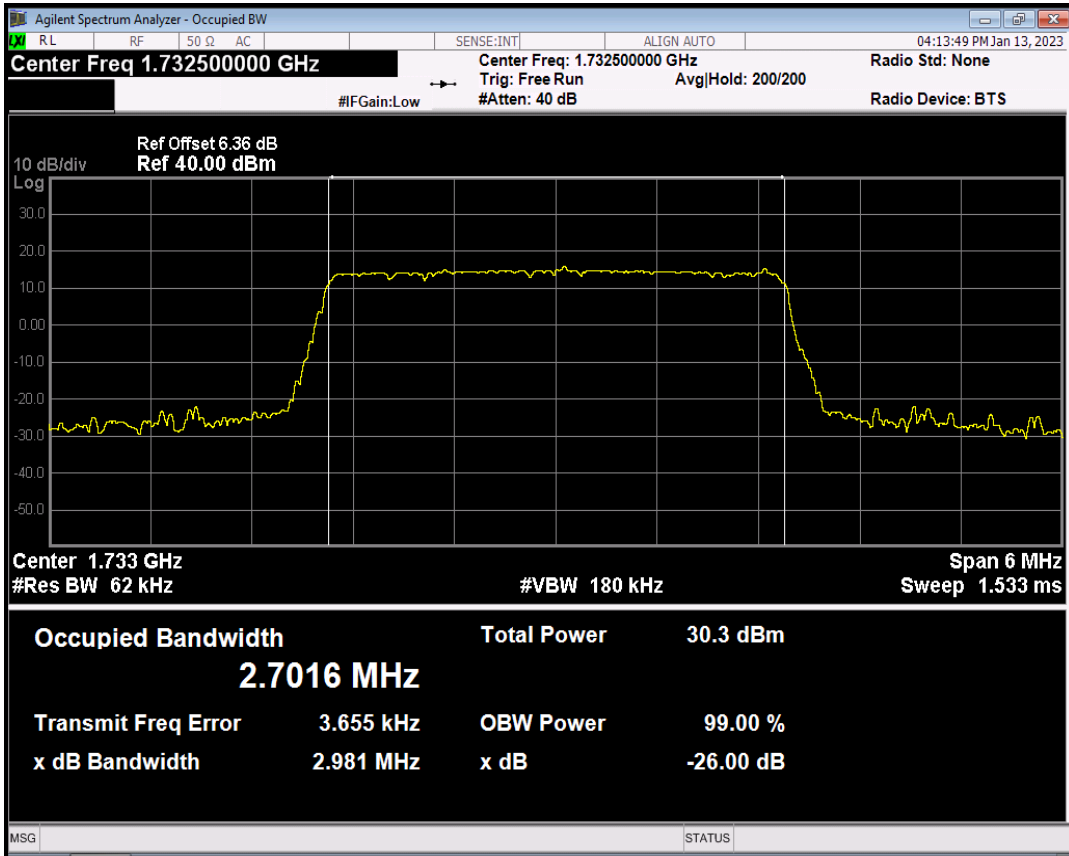 Agilent Spectrum Analyzer - Occupied BW
LXI RL RF 50 Ω AC SENSE:INT ALIGN AUTO 04:13:49 PM Jan 13, 2023
Center Freq 1.732500000 GHz Center Freq: 1.732500000 GHz Radio Std: None
Trig: Free Run Avg|Hold: 200/200
#IFGain:Low #Atten: 40 dB Radio Device: BTS
Ref Offset 6.36 dB
10 dB/div Ref 40.00 dBm
Log
30.0
20.0
10.0
0.00
-10.0
-20.0
-30.0
-40.0
-50.0
Center 1.733 GHz Span 6 MHz
#Res BW 62 kHz #VBW 180 kHz Sweep 1.533 ms
Occupied Bandwidth Total Power 30.3 dBm
2.7016 MHz
Transmit Freq Error 3.655 kHz OBW Power 99.00 %
x dB Bandwidth 2.981 MHz x dB -26.00 dB
MSG STATUS